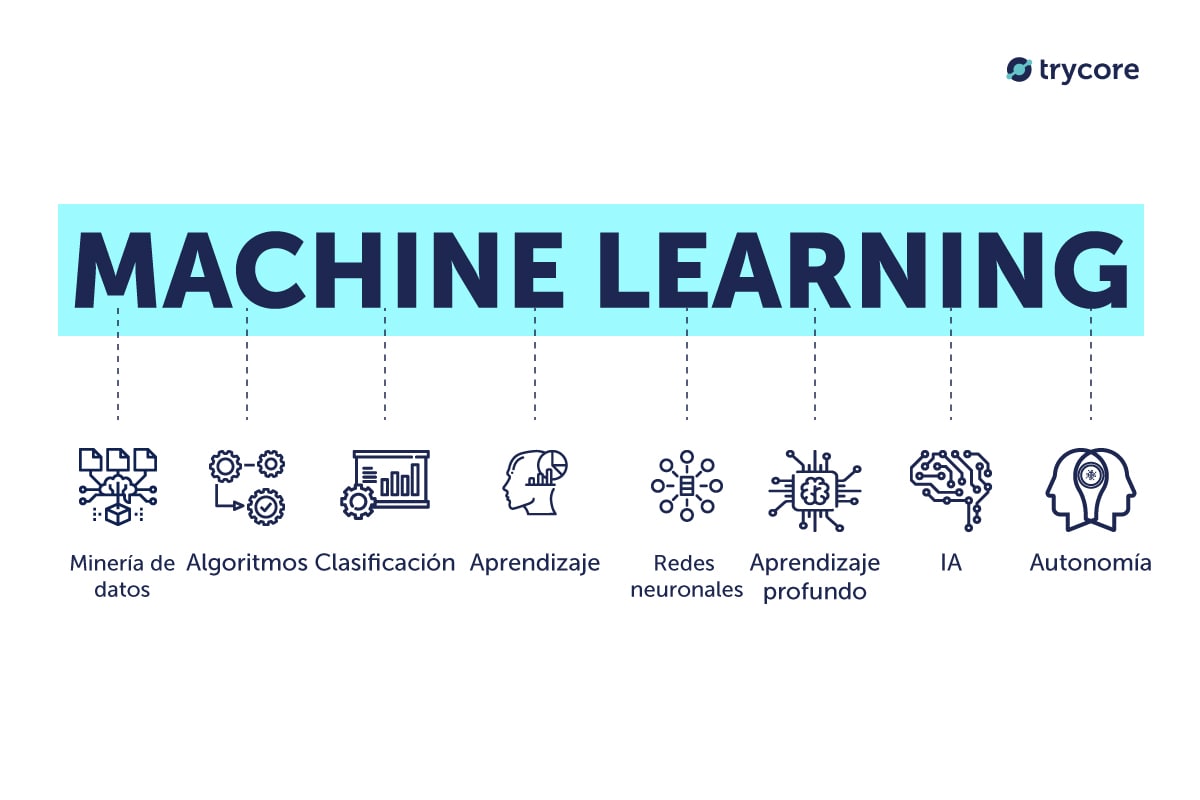 trycore
MACHINE LEARNING
Minería de
datos
Algoritmos
Clasificación
Aprendizaje
Redes
neuronales
Aprendizaje
profundo
IA
Autonomía